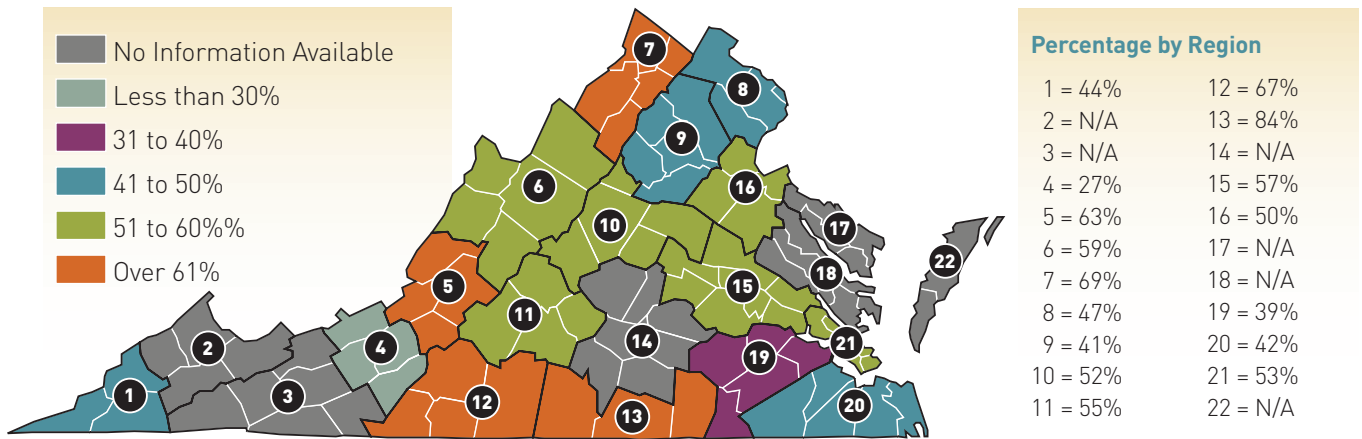 No Information Available
Less than 30%
31 to 40%
41 to 50%
51 to 60%%
Over 61%
7
8
9
6
16
10
17
22
5
18
15
11
21
14
2
4
19
1
3
12
13
20
Percentage by Region
1 = 44%
2 = N/A
3 = N/A
4 = 27%
5 = 63%
6 = 59%
7 = 69%
8 = 47%
9 = 41%
10 = 52%
11 = 55%
12 = 67%
13 = 84%
14 = N/A
15 = 57%
16 = 50%
17 = N/A
18 = N/A
19 = 39%
20 = 42%
21 = 53%
22 = N/A